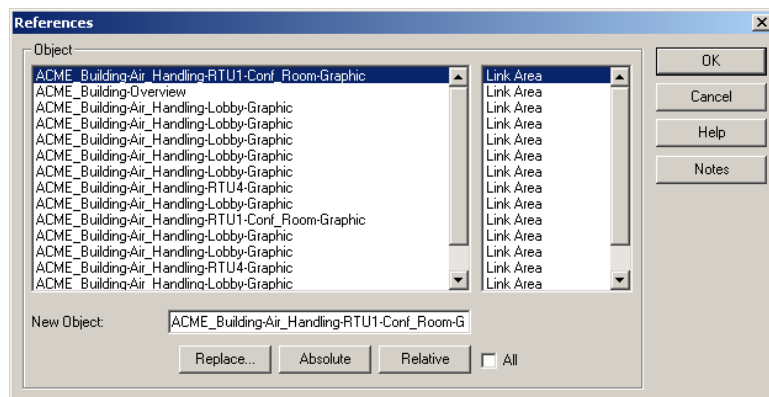 References
Object
ACME_Building-Air_Handling-RTU1-Conf_Room-Graphic Link Area
ACME_Building-Overview Link Area
ACME_Building-Air_Handling-Lobby-Graphic Link Area
ACME_Building-Air_Handling-Lobby-Graphic Link Area
ACME_Building-Air_Handling-Lobby-Graphic Link Area
ACME_Building-Air_Handling-Lobby-Graphic Link Area
ACME_Building-Air_Handling-Lobby-Graphic Link Area
ACME_Building-Air_Handling-RTU4-Graphic Link Area
ACME_Building-Air_Handling-Lobby-Graphic Link Area
ACME_Building-Air_Handling-RTU1-Conf_Room-Graphic Link Area
ACME_Building-Air_Handling-Lobby-Graphic Link Area
ACME_Building-Air_Handling-Lobby-Graphic Link Area
ACME_Building-Air_Handling-RTU4-Graphic Link Area
ACME_Building-Air_Handling-Lobby-Graphic Link Area
OK
Cancel
Help
Notes
New Object: ACME_Building-Air_Handling-RTU1-Conf_Room-G
Replace... Absolute Relative All